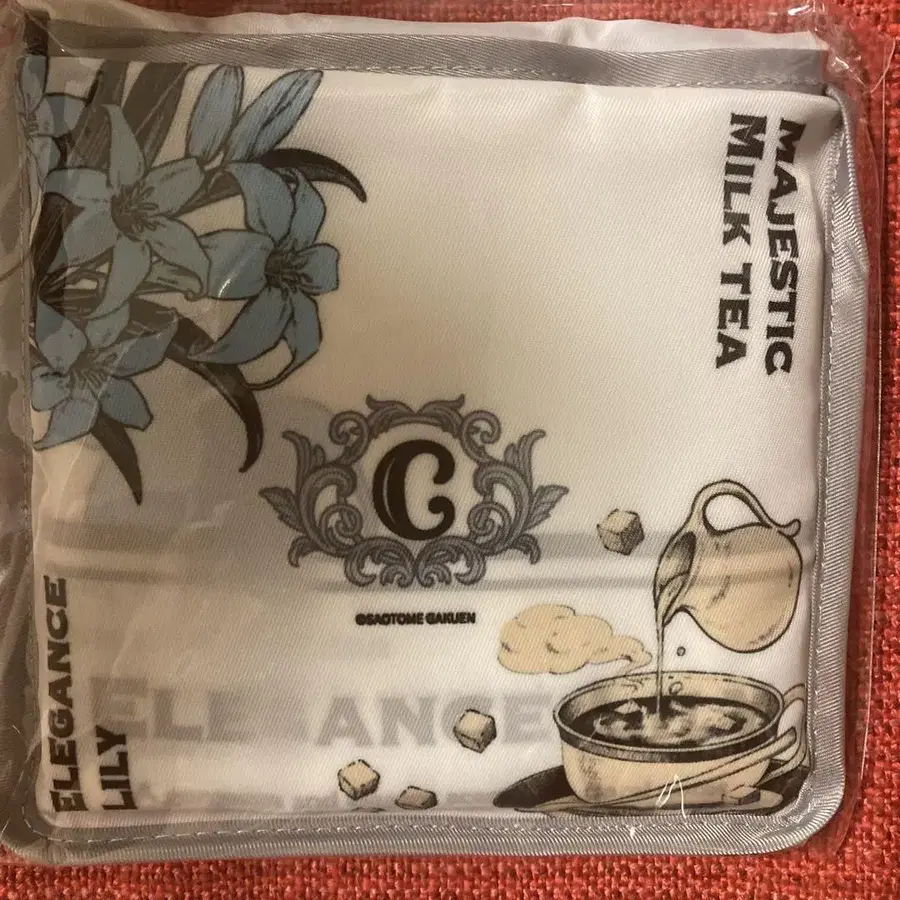 MAJESTIC
MILK TEA
C
©SAOTOME GAKUEN
ELEGANCE
LILY
ELEGANCE